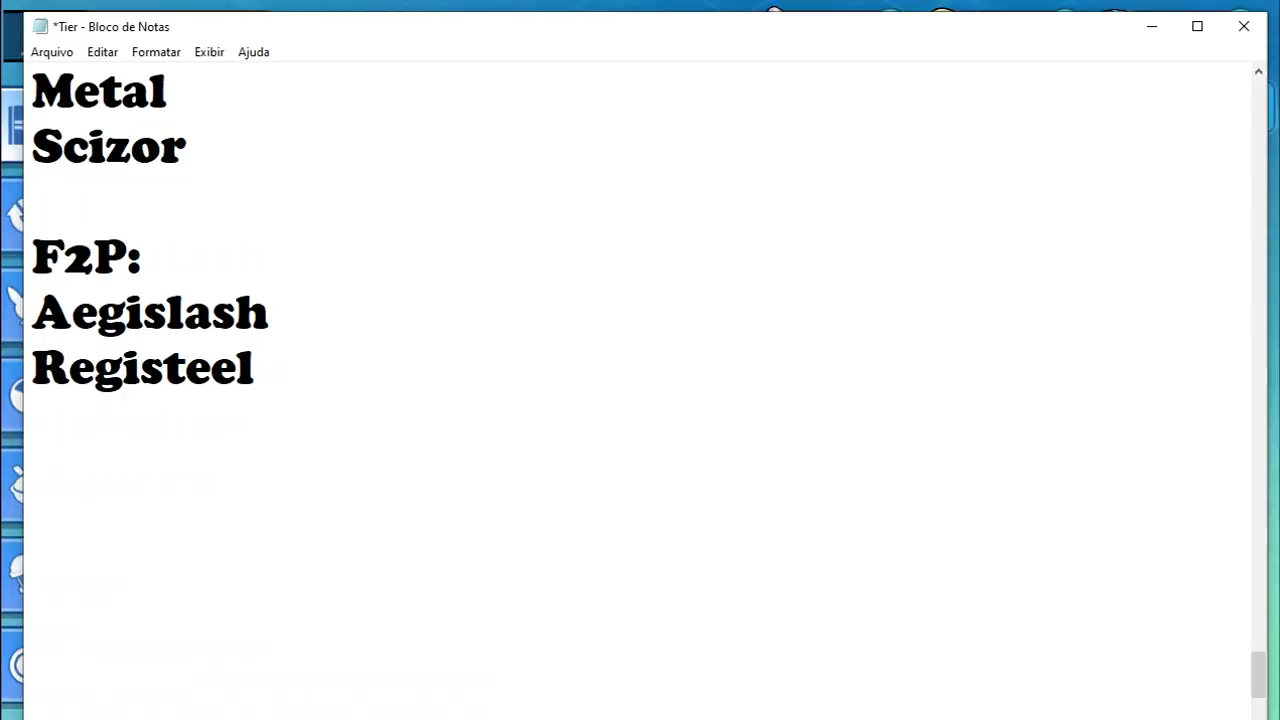 *Tier - Bloco de Notas
Arquivo Editar Formatar Exibir Ajuda
Metal
Scizor
F2P:
Aegislash
Registeel